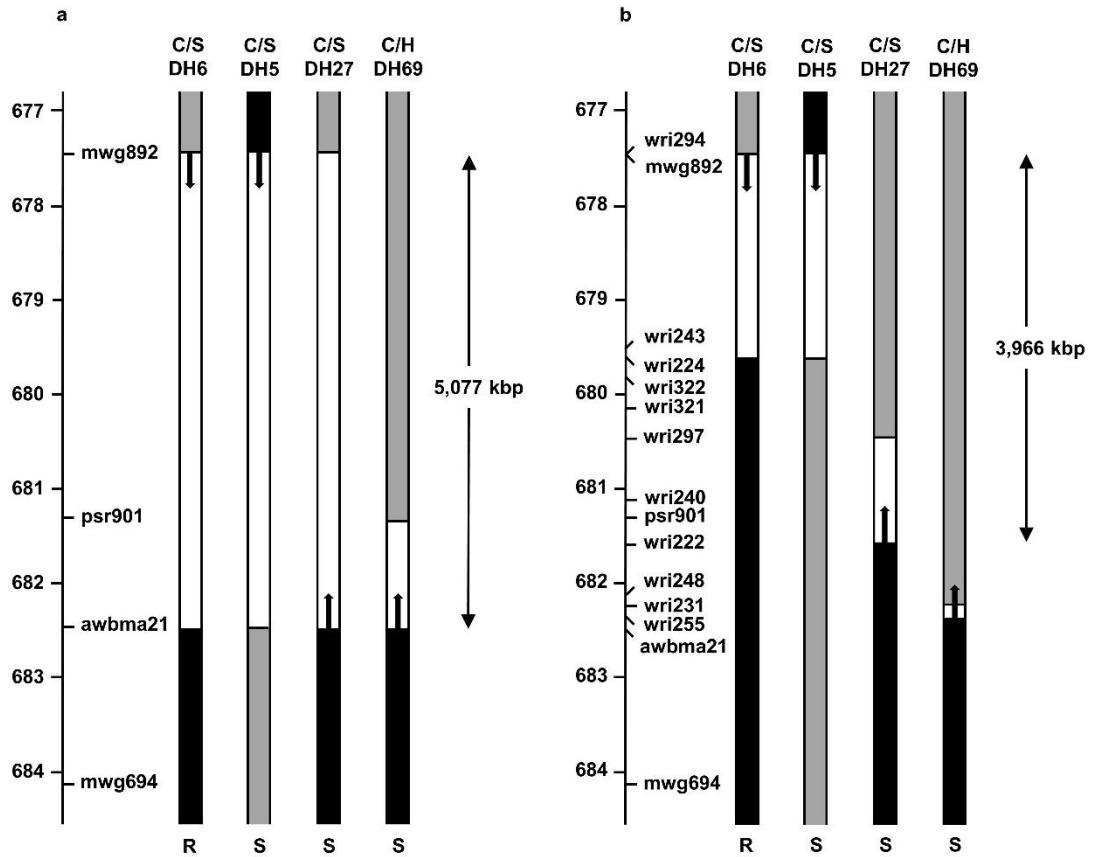 a
C/S C/S C/S C/H
DH6 DH5 DH27 DH69
677
mwg892
678
679
680
5,077 kbp
681
psr901
682
awbma21
683
684
mwg694
R S S S
b
C/S C/S C/S C/H
DH6 DH5 DH27 DH69
677
wri294
mwg892
678
679
wri243
3,966 kbp
wri224
wri322
680
wri321
wri297
681
wri240
psr901
wri222
682
wri248
wri231
wri255
awbma21
683
684
mwg694
R S S S